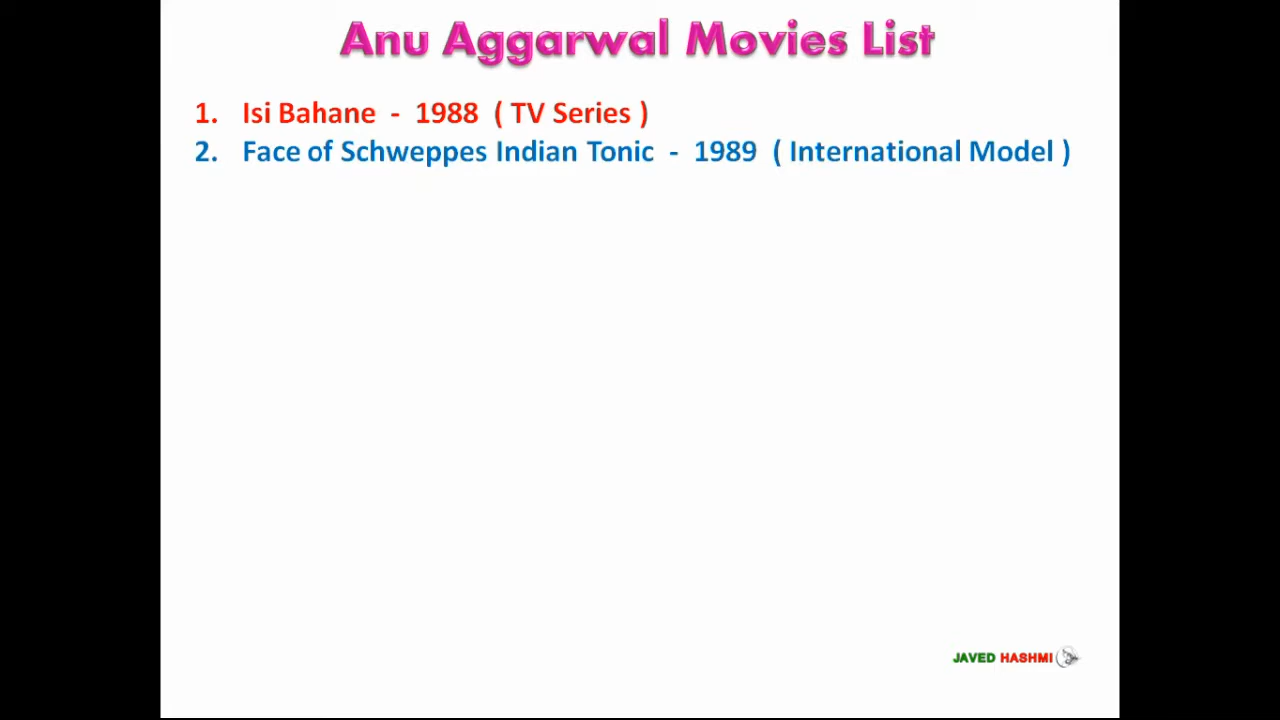 Anu Aggarwal Movies List
1. Isi Bahane - 1988 ( TV Series )
2. Face of Schweppes Indian Tonic - 1989 ( International Model )
JAVED HASHMI